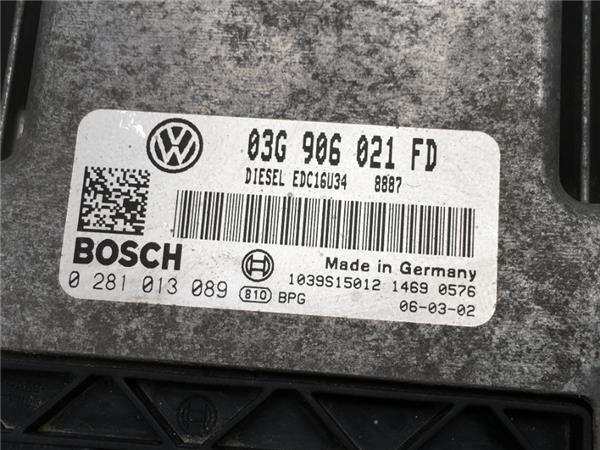 03G 906 021 FD
DIESEL EDC16U34 8887
BOSCH
0 281 013 089 810 BPG
Made in Germany
1039S15012 1469 0576
06-03-02